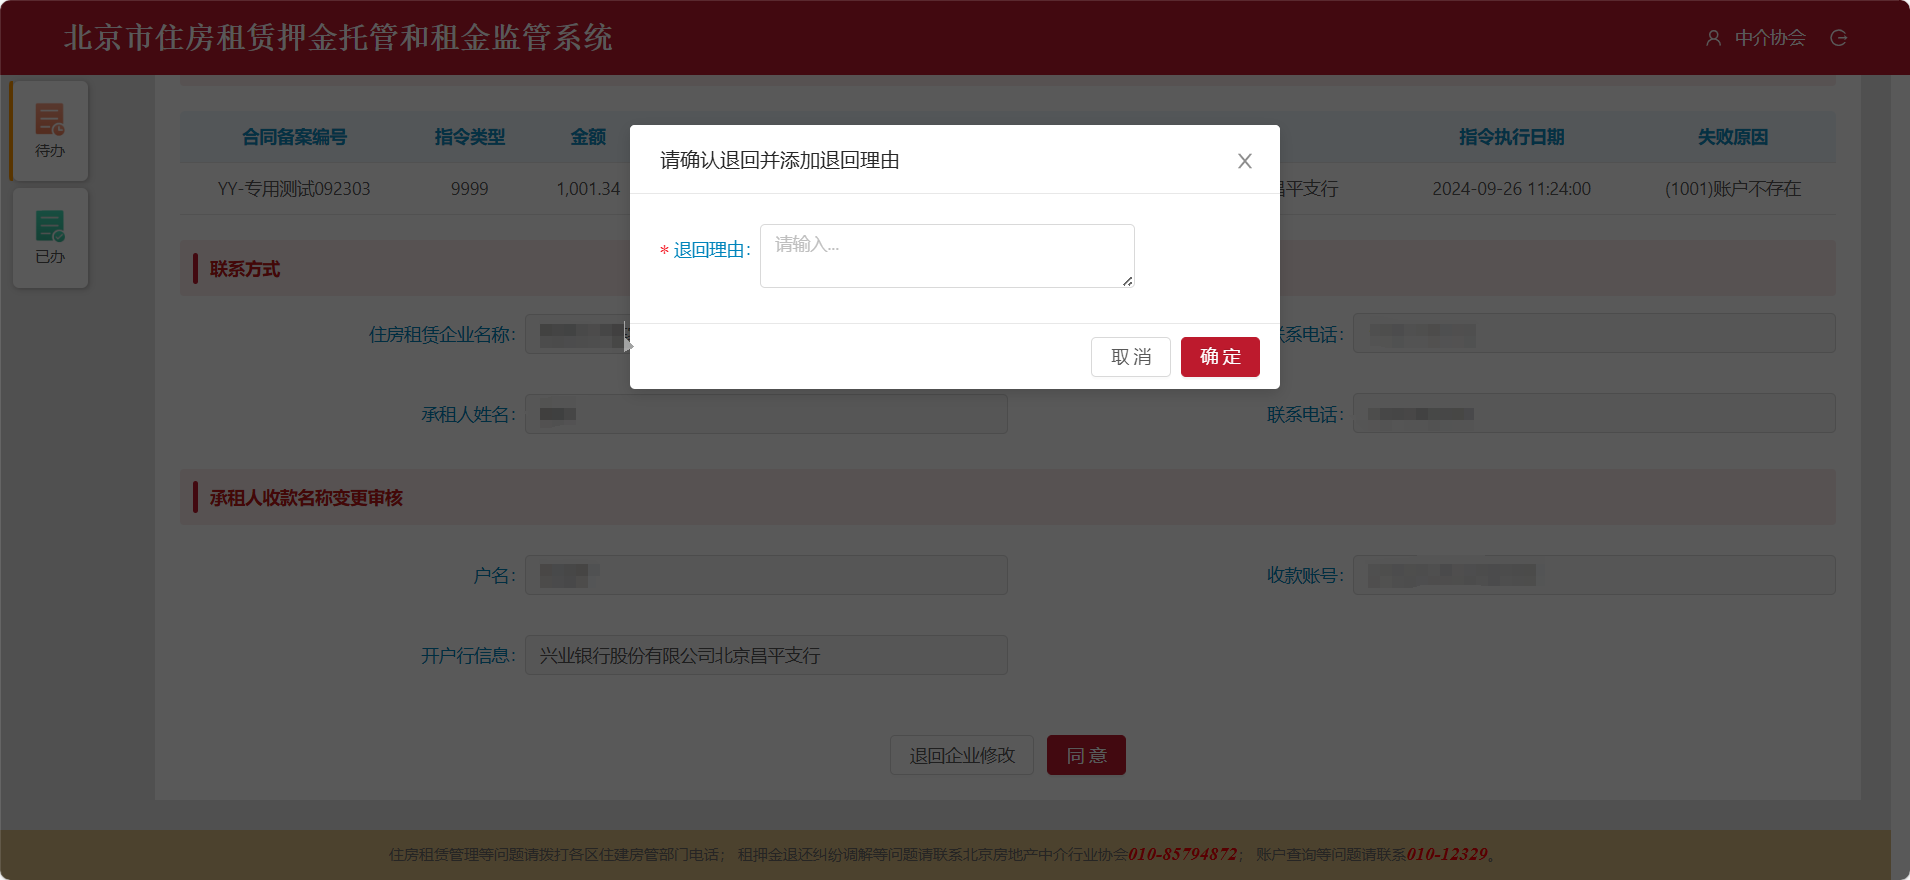 北京市住房租赁押金托管和租金监管系统
中介协会
待办
已办
合同备案编号 指令类型 金额 指令执行日期 失败原因
YY-专用测试092303 9999 1,001.34 昌平支行 2024-09-26 11:24:00 (1001)账户不存在
请确认退回并添加退回理由
* 退回理由: 请输入...
取 消 确 定
联系方式
住房租赁企业名称: 联系电话:
承租人姓名: 联系电话:
承租人收款名称变更审核
户名: 收款账号:
开户行信息: 兴业银行股份有限公司北京昌平支行
退回企业修改 同 意
住房租赁管理等问题请拨打各区住建房管部门电话; 租押金退还纠纷调解等问题请联系北京房地产中介行业协会010-85794872; 账户查询等问题请联系010-12329。